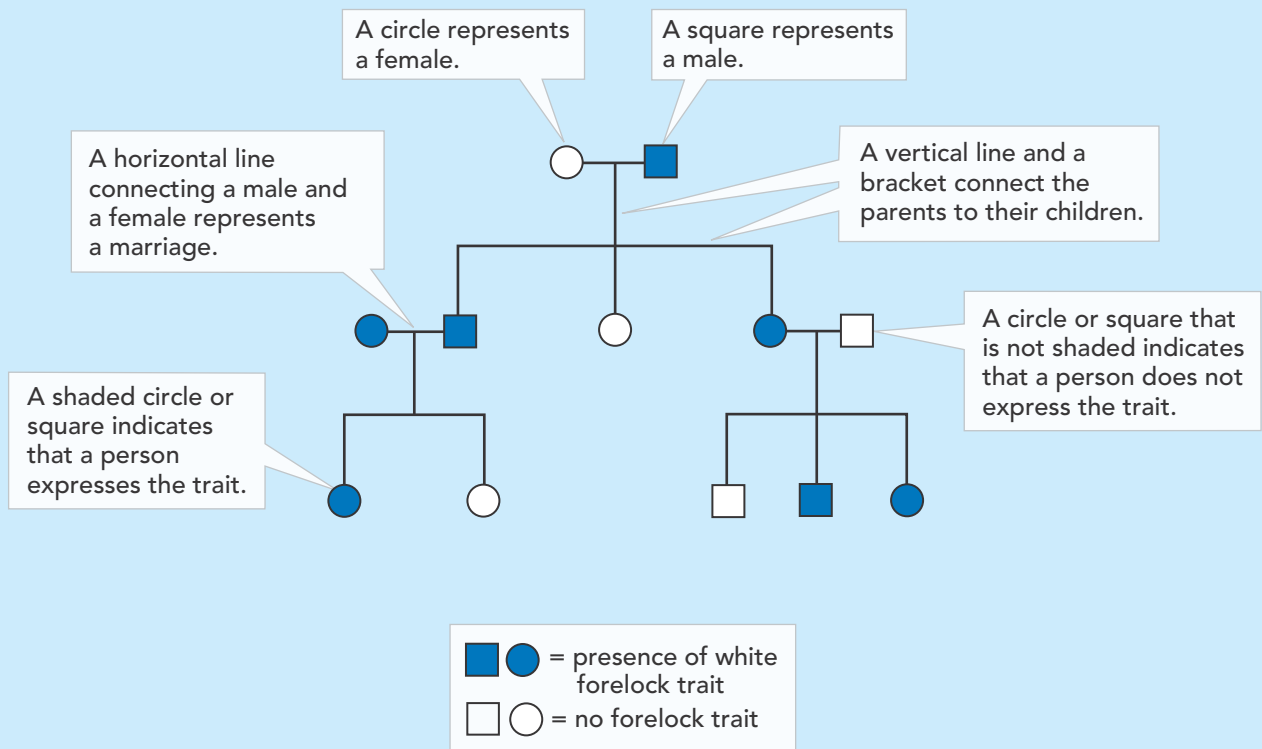 A circle represents
a female.
A square represents
a male.
A horizontal line
connecting a male and
a female represents
a marriage.
A vertical line and a
bracket connect the
parents to their children.
A circle or square that
is not shaded indicates
that a person does not
express the trait.
A shaded circle or
square indicates
that a person
expresses the trait.
= presence of white
forelock trait
= no forelock trait